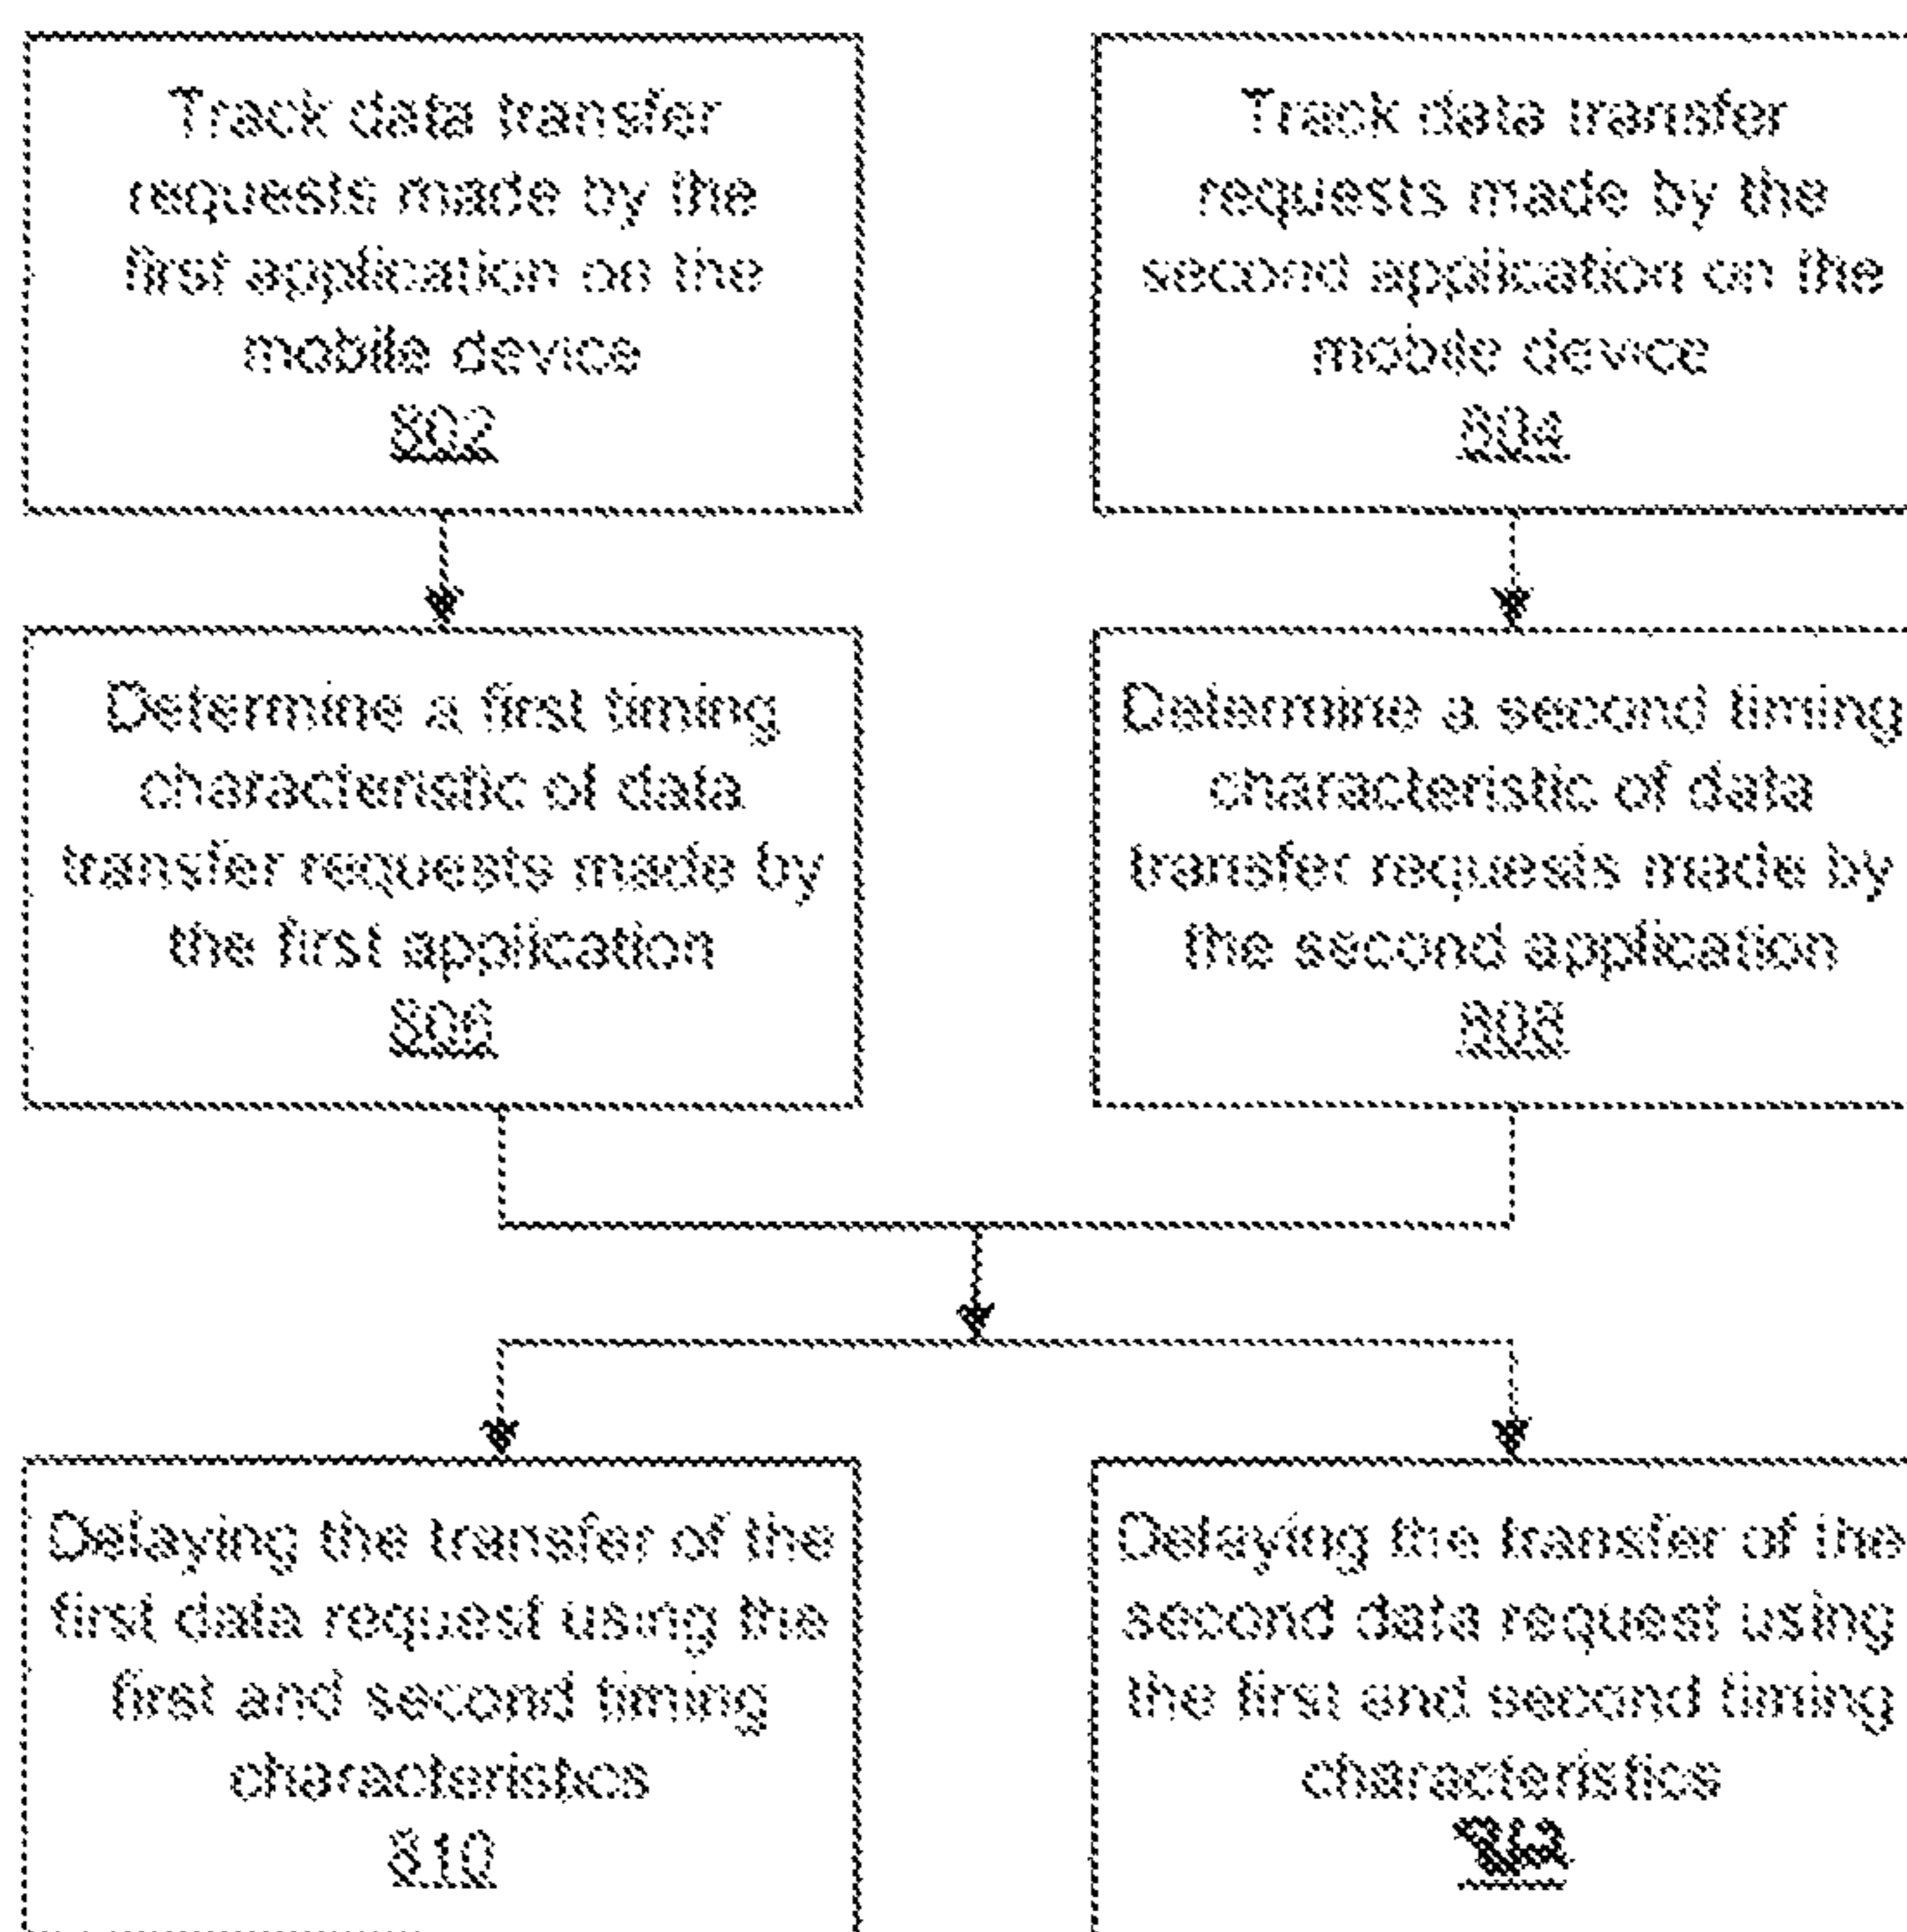 Track data transfer
requests made by the
first application on the
mobile device
802
Track data transfer
requests made by the
second application on the
mobile device
804
Determine a first timing
characteristic of data
transfer requests made by
the first application
806
Determine a second timing
characteristic of data
transfer requests made by
the second application
808
Delaying the transfer of the
first data request using the
first and second timing
characteristics
810
Delaying the transfer of the
second data request using
the first and second timing
characteristics